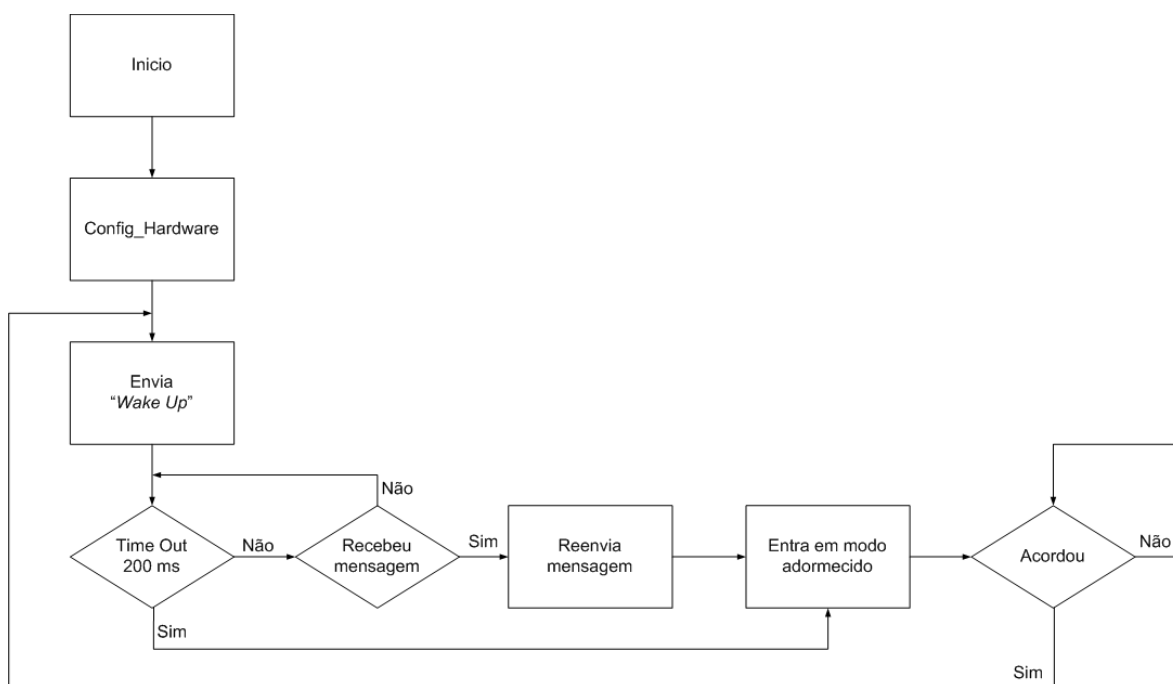 Inicio
Config_Hardware
Envia
“Wake Up”
Não
Time Out
200 ms
Não
Recebeu
mensagem
Sim
Reenvia
mensagem
Entra em modo
adormecido
Acordou
Não
Sim
Sim